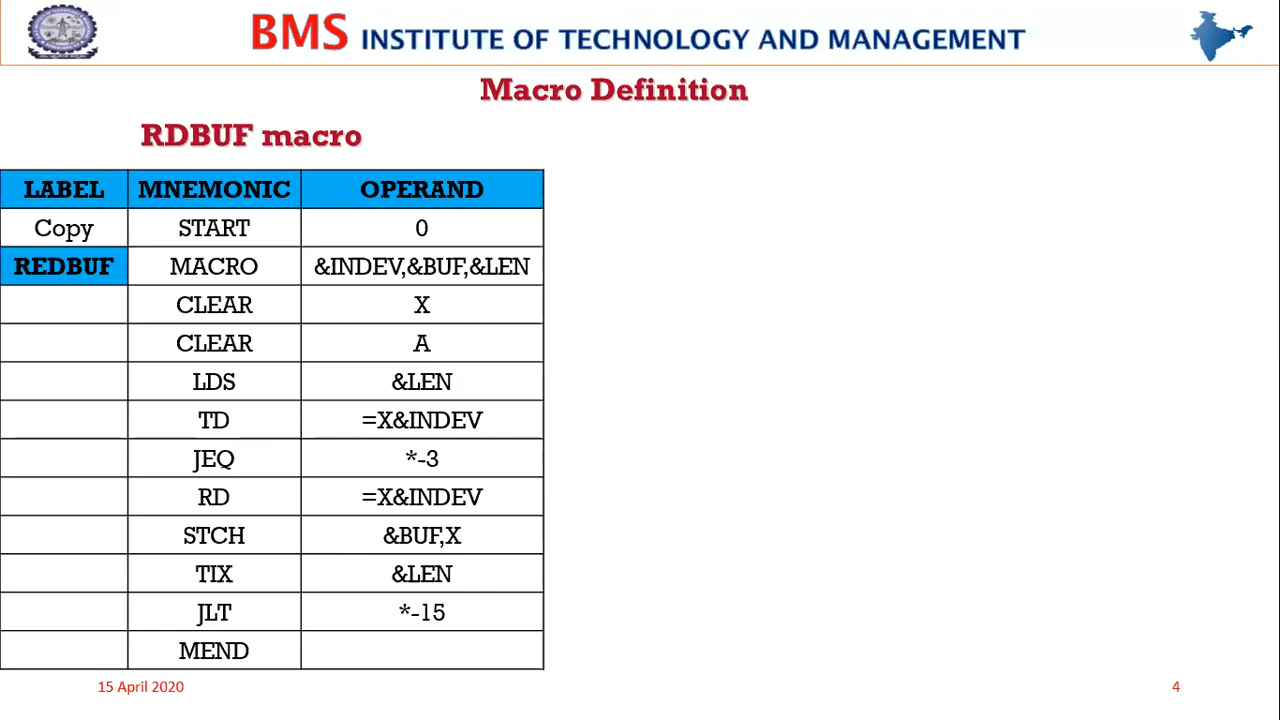 BMS INSTITUTE OF TECHNOLOGY AND MANAGEMENT
Macro Definition
RDBUF macro
LABEL MNEMONIC OPERAND
Copy START 0
REDBUF MACRO &INDEV,&BUF,&LEN
CLEAR X
CLEAR A
LDS &LEN
TD =X&INDEV
JEQ *-3
RD =X&INDEV
STCH &BUF,X
TIX &LEN
JLT *-15
MEND
15 April 2020 4